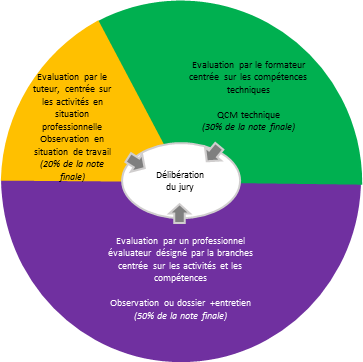 Evaluation par le
tuteur, centrée sur
les activités en
situation
professionnelle
Observation en
situation de travail
(20% de la note
finale)
Evaluation par le formateur
centrée sur les compétences
techniques
QCM technique
(30% de la note finale)
Délibération
du jury
Evaluation par un professionnel
évaluateur désigné par la branches
centrée sur les activités et les
compétences
Observation ou dossier +entretien
(50% de la note finale)